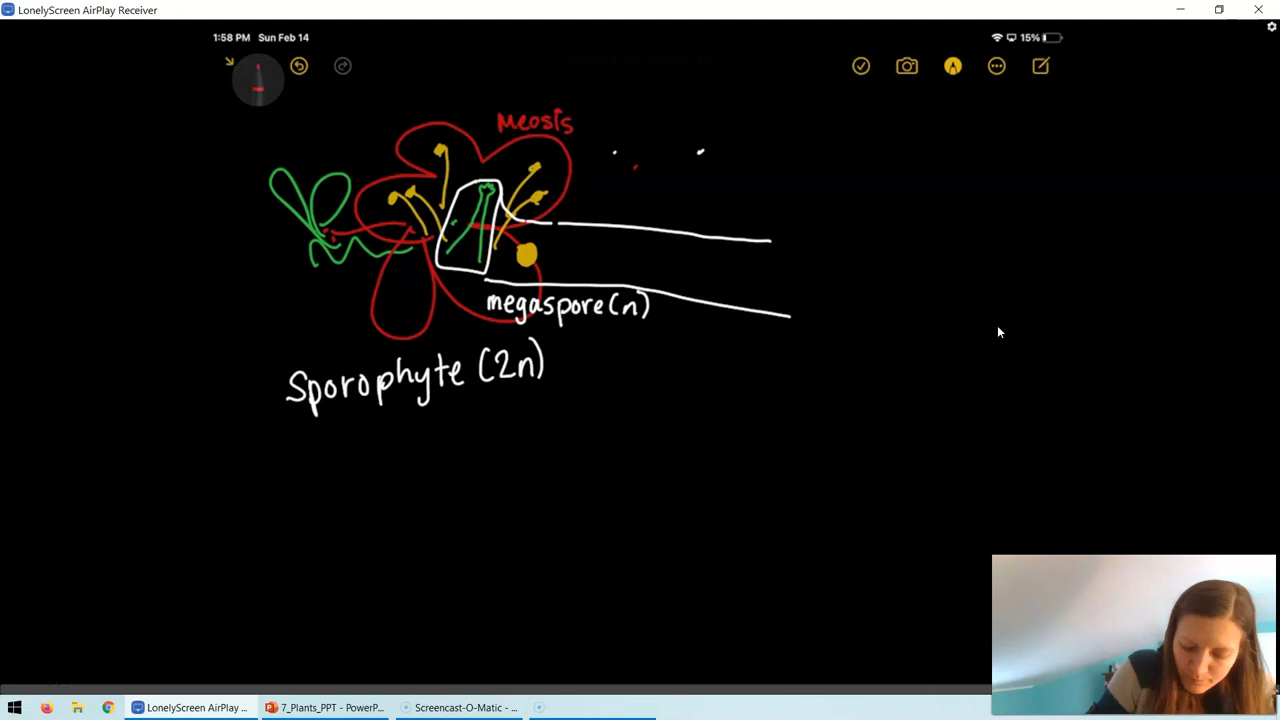 LonelyScreen AirPlay Receiver
1:58 PM Sun Feb 14
15%
Meosis
megaspore(n)
Sporophyte (2n)
LonelyScreen AirPlay ...
7_Plants_PPT - PowerP...
Screencast-O-Matic - ...